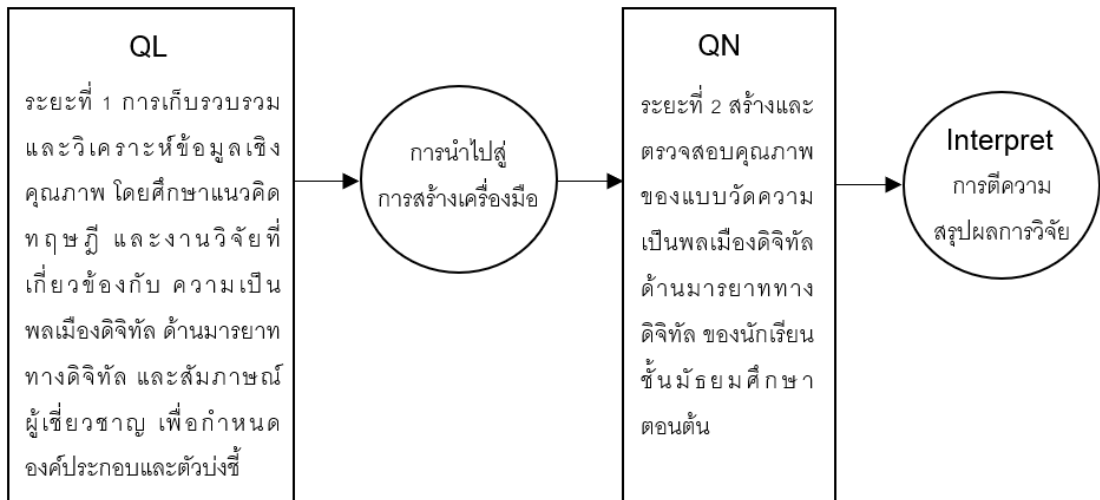 QL
ระยะที่ 1 การเก็บรวบรวม
และวิเคราะห์ข้อมูลเชิง
คุณภาพ โดยศึกษาแนวคิด
ทฤษฎี และงานวิจัยที่
เกี่ยวข้องกับ ความเป็น
พลเมืองดิจิทัล ด้านมารยาท
ทางดิจิทัล และสัมภาษณ์
ผู้เชี่ยวชาญ เพื่อกำหนด
องค์ประกอบและตัวบ่งชี้
การนำไปสู่
การสร้างเครื่องมือ
QN
ระยะที่ 2 สร้างและ
ตรวจสอบคุณภาพ
ของแบบวัดความ
เป็นพลเมืองดิจิทัล
ด้านมารยาททาง
ดิจิทัล ของนักเรียน
ชั้นมัธยมศึกษา
ตอนต้น
Interpret
การตีความ
สรุปผลการวิจัย